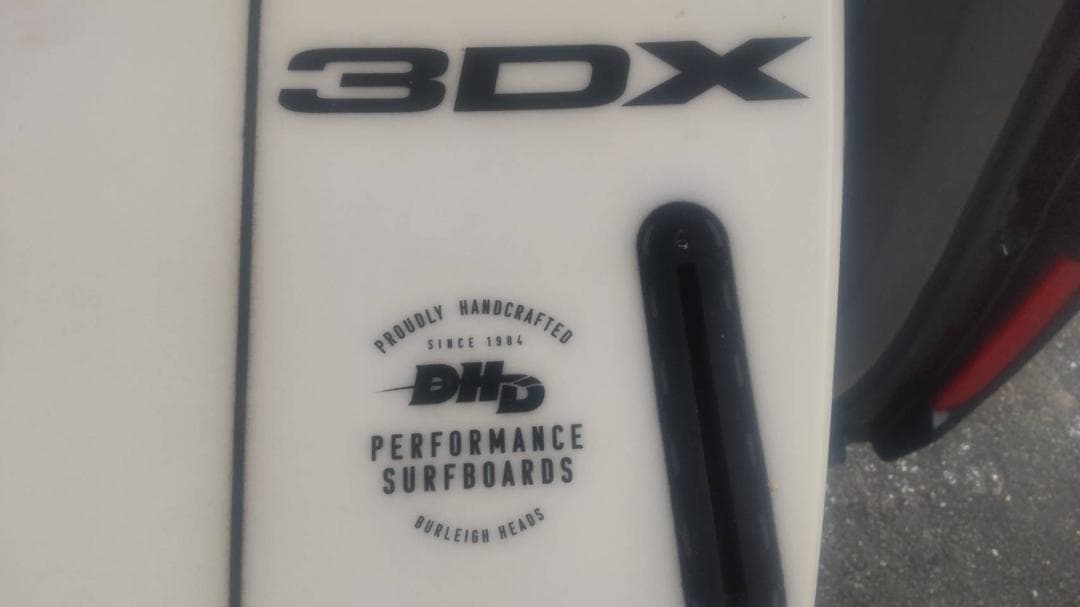 3DX
PROUDLY HANDCRAFTED
SINCE 1984
DHD
PERFORMANCE
SURFBOARDS
BURLEIGH HEADS